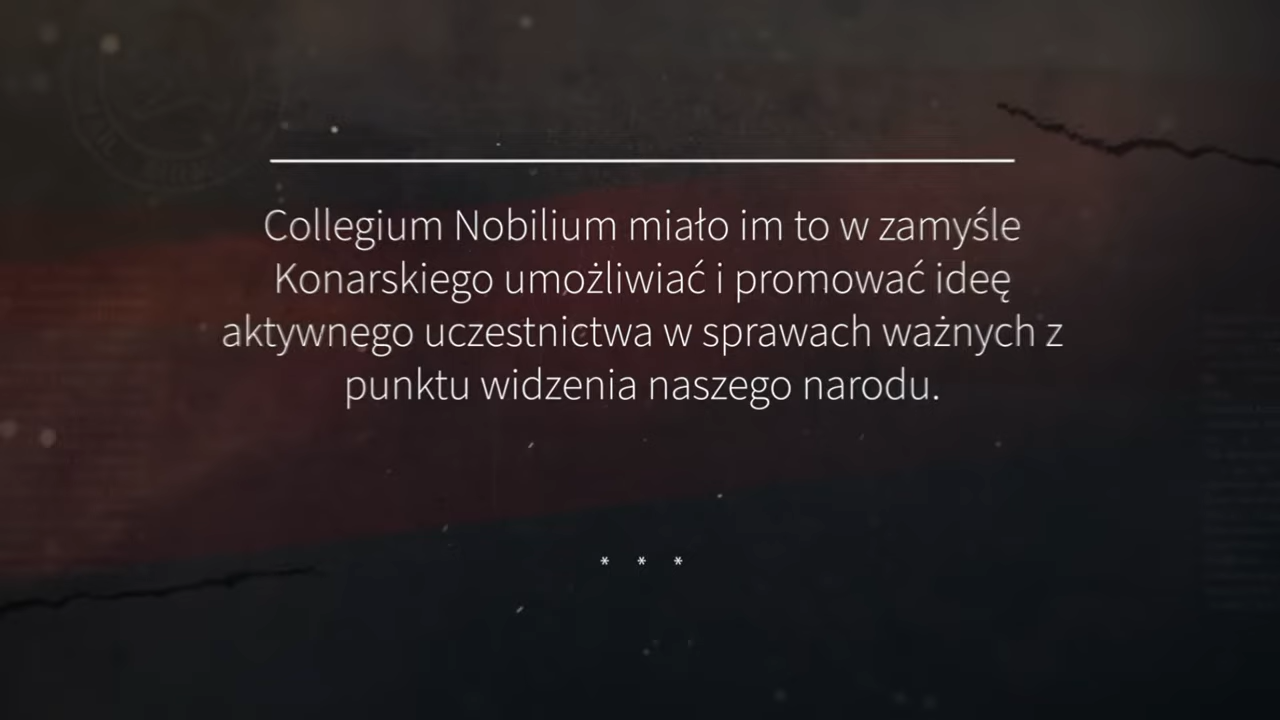 Collegium Nobilium miało im to w zamyśle
Konarskiego umożliwiać i promować ideę
aktywnego uczestnictwa w sprawach ważnych z
punktu widzenia naszego narodu.
* * *